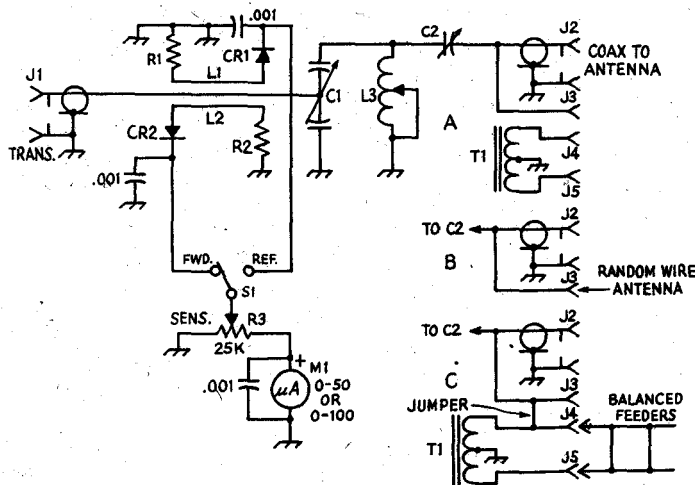 .001
R1
CR1
L1
J1
TRANS.
CR2
L2
R2
.001
C1
L3
C2
J2
COAX TO
ANTENNA
J3
A
T1
J4
J5
FWD.
REF.
S1
SENS.
R3
25K
.001
+
M1
µA
0-50
OR
0-100
TO C2
J2
B
J3
RANDOM WIRE
ANTENNA
TO C2
J2
C
J3
JUMPER
J4
BALANCED
FEEDERS
T1
J5